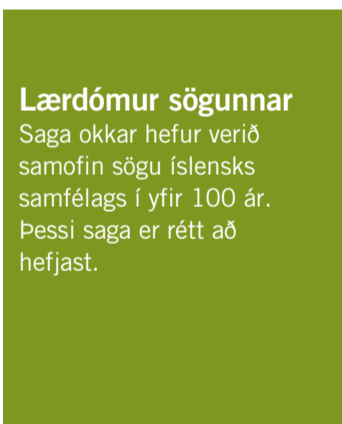 Lærdómur sögunnar
Saga okkar hefur verið
samofin sögu íslensks
samfélags í yfir 100 ár.
Þessi saga er rétt að
hefjast.